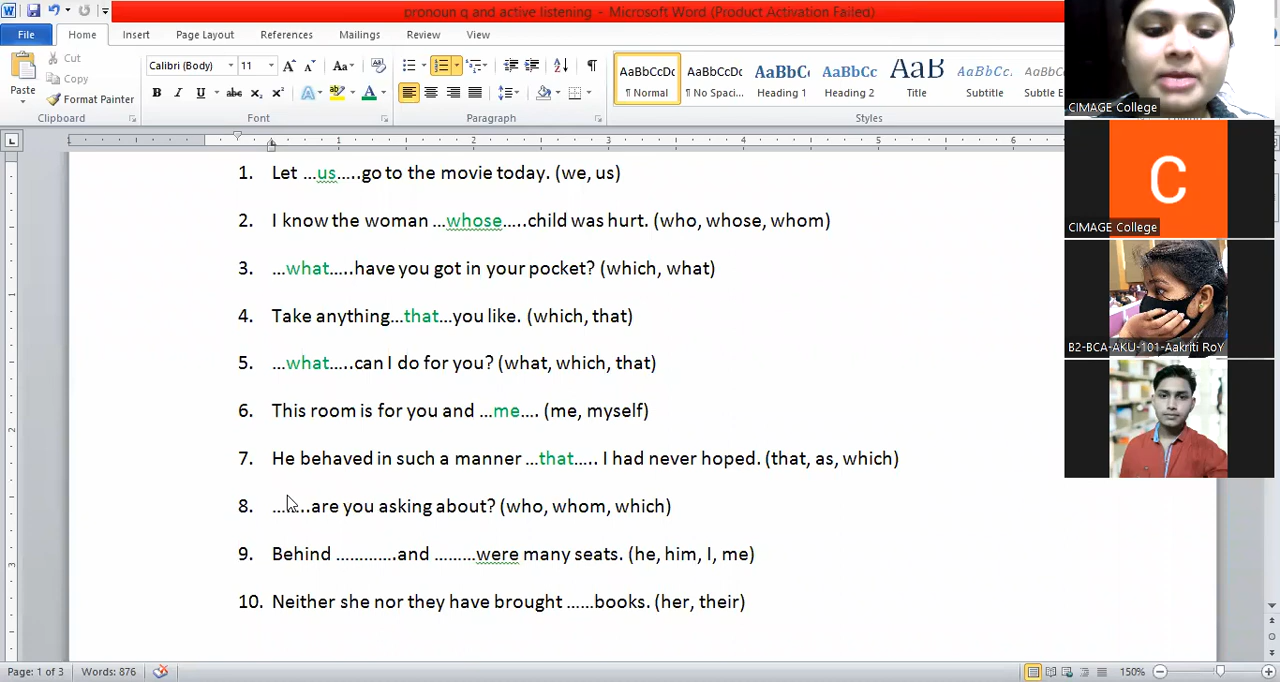 pronoun q and active listening - Microsoft Word (Product Activation Failed)
File Home Insert Page Layout References Mailings Review View
Cut
Copy
Paste
Format Painter
Calibri (Body) 11
AaBbCcDc AaBbCcDc AaBbC AaBbCc AaB AaBbCcD AaBbCcD
¶ Normal ¶ No Spaci... Heading 1 Heading 2 Title Subtitle Subtle E
Clipboard Font Paragraph Styles
1 2 3 4 5 6
1. Let …us…..go to the movie today. (we, us)
2. I know the woman …whose…..child was hurt. (who, whose, whom)
3. …what…..have you got in your pocket? (which, what)
4. Take anything…that…you like. (which, that)
5. …what…..can I do for you? (what, which, that)
6. This room is for you and …me…. (me, myself)
7. He behaved in such a manner …that….. I had never hoped. (that, as, which)
8. ……..are you asking about? (who, whom, which)
9. Behind ………….and ………were many seats. (he, him, I, me)
10. Neither she nor they have brought ……books. (her, their)
CIMAGE College
C
CIMAGE College
B2-BCA-AKU-101-Aakriti RoY
Page: 1 of 3 Words: 876 150%